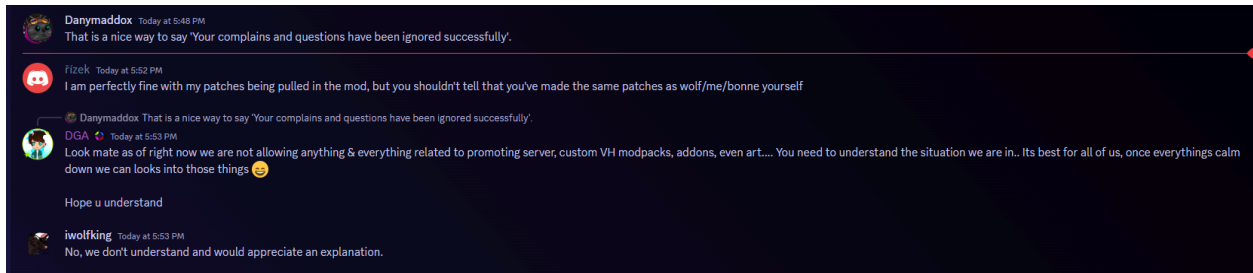 Danymaddox Today at 5:48 PM
That is a nice way to say 'Your complains and questions have been ignored successfully'.
řízek Today at 5:52 PM
I am perfectly fine with my patches being pulled in the mod, but you shouldn't tell that you've made the same patches as wolf/me/bonne yourself
Danymaddox That is a nice way to say 'Your complains and questions have been ignored successfully'.
DGA Today at 5:53 PM
Look mate as of right now we are not allowing anything & everything related to promoting server, custom VH modpacks, addons, even art.... You need to understand the situation we are in.. Its best for all of us, once everythings calm
down we can looks into those things 😄
Hope u understand
iwolfking Today at 5:53 PM
No, we don't understand and would appreciate an explanation.